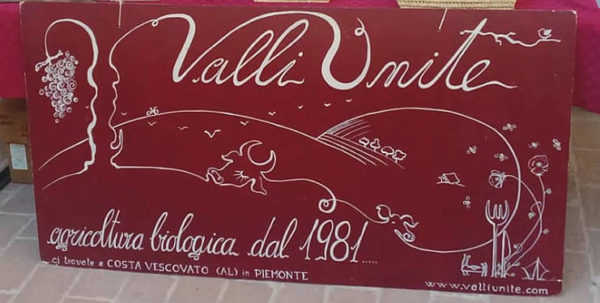 Valli Unite
agricoltura biologica dal 1981.....
ci trovate a COSTA VESCOVATO (AL) in PIEMONTE
www.valliunite.com